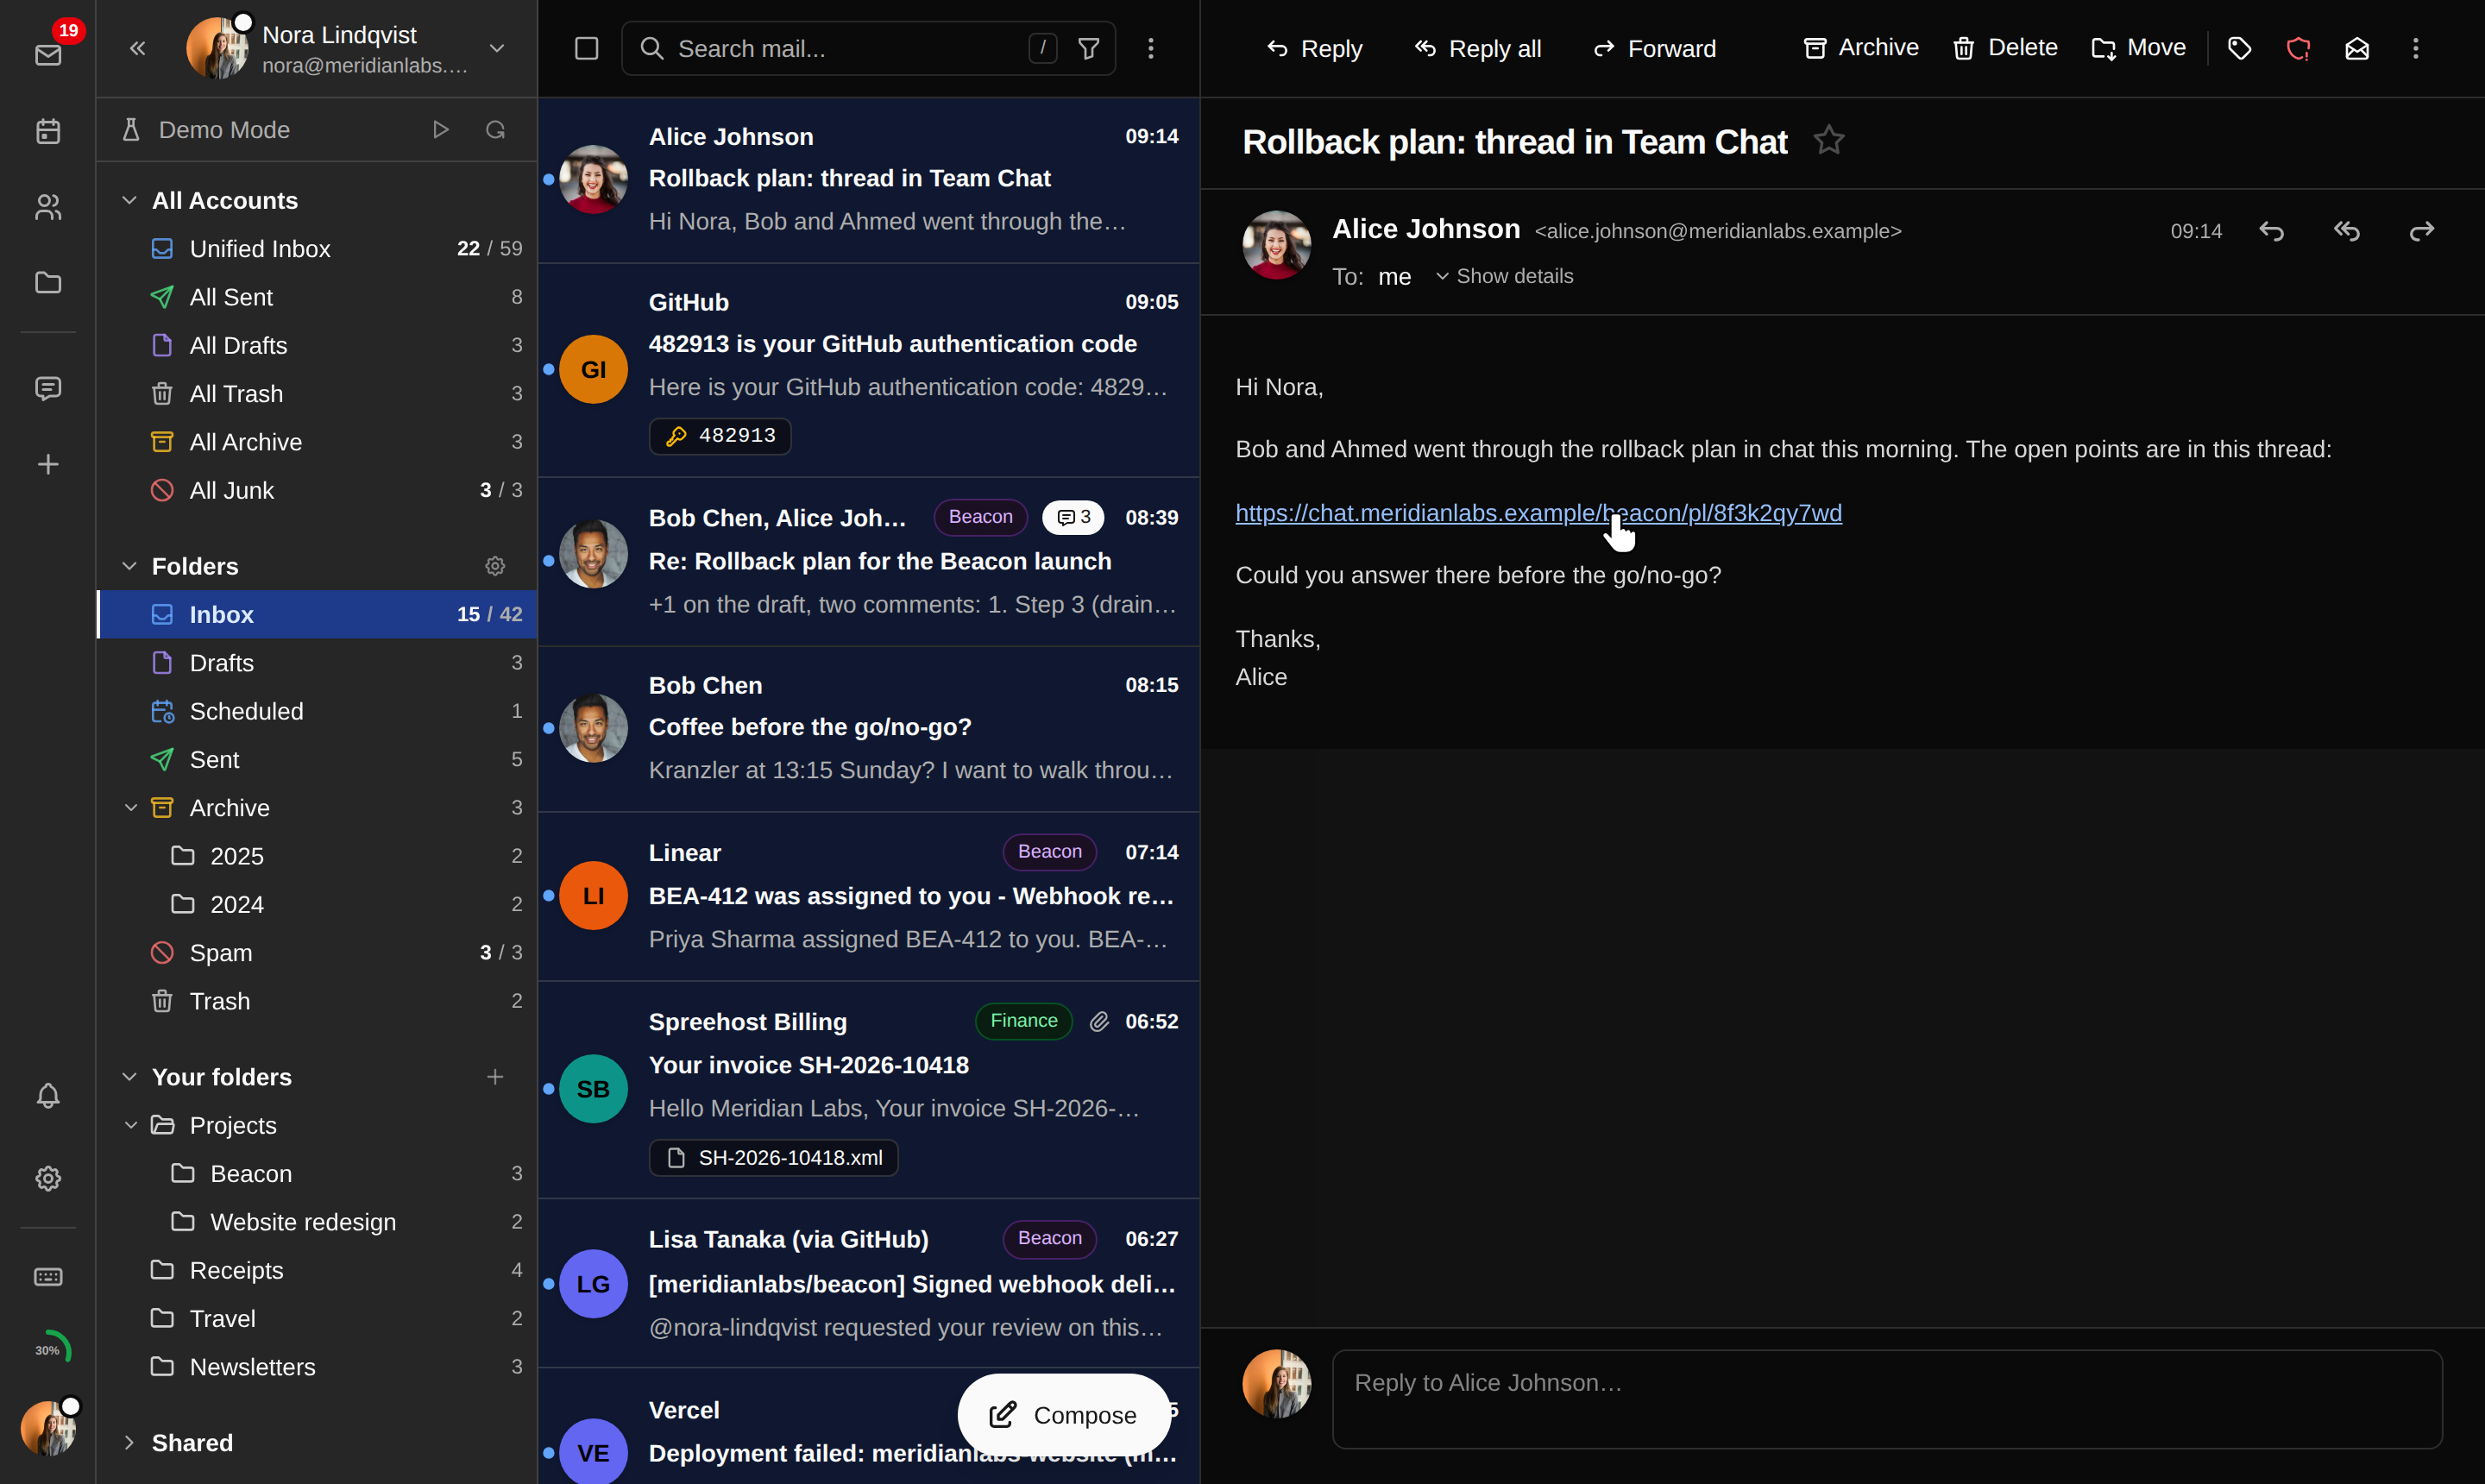 19
Nora Lindqvist
nora@meridianlabs....
Demo Mode
All Accounts
Unified Inbox 22 / 59
All Sent 8
All Drafts 3
All Trash 3
All Archive 3
All Junk 3 / 3
Folders
Inbox 15 / 42
Drafts 3
Scheduled 1
Sent 5
Archive 3
2025 2
2024 2
Spam 3 / 3
Trash 2
Your folders
Projects
Beacon 3
Website redesign 2
Receipts 4
Travel 2
Newsletters 3
Shared
30%
Search mail... /
Alice Johnson 09:14
Rollback plan: thread in Team Chat
Hi Nora, Bob and Ahmed went through the…
GI
GitHub 09:05
482913 is your GitHub authentication code
Here is your GitHub authentication code: 4829…
482913
Bob Chen, Alice Joh… Beacon 3 08:39
Re: Rollback plan for the Beacon launch
+1 on the draft, two comments: 1. Step 3 (drain…
Bob Chen 08:15
Coffee before the go/no-go?
Kranzler at 13:15 Sunday? I want to walk throu…
LI
Linear Beacon 07:14
BEA-412 was assigned to you - Webhook re…
Priya Sharma assigned BEA-412 to you. BEA-…
SB
Spreehost Billing Finance 06:52
Your invoice SH-2026-10418
Hello Meridian Labs, Your invoice SH-2026-…
SH-2026-10418.xml
LG
Lisa Tanaka (via GitHub) Beacon 06:27
[meridianlabs/beacon] Signed webhook deli…
@nora-lindqvist requested your review on this…
VE
Vercel
Deployment failed: meridianlabs-website (m…
Compose
Reply Reply all Forward Archive Delete Move
Rollback plan: thread in Team Chat
Alice Johnson <alice.johnson@meridianlabs.example> 09:14
To: me Show details
Hi Nora,
Bob and Ahmed went through the rollback plan in chat this morning. The open points are in this thread:
https://chat.meridianlabs.example/beacon/pl/8f3k2qy7wd
Could you answer there before the go/no-go?
Thanks,
Alice
Reply to Alice Johnson…